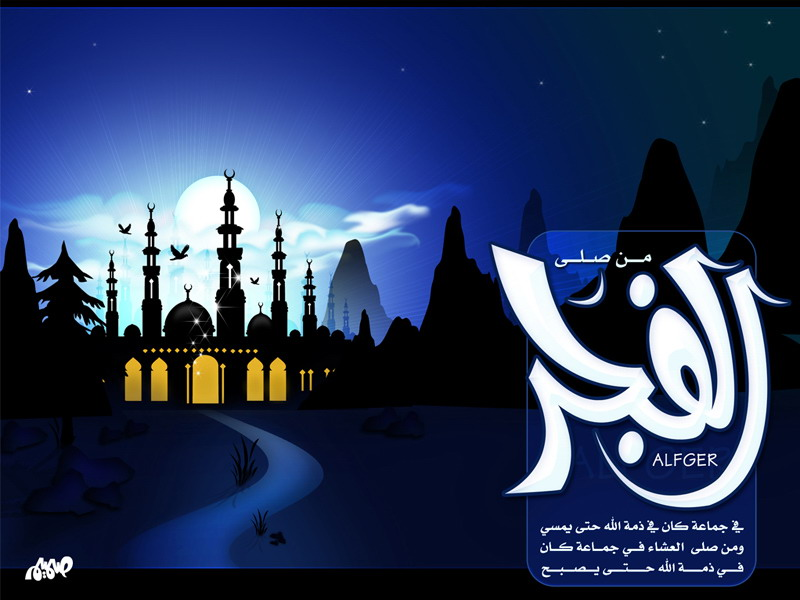 من صلى
الفجر
ALFGER
في جماعة كان في ذمة الله حتى يمسي
ومن صلى العشاء في جماعة كان
في ذمة الله حتى يصبح
صميم